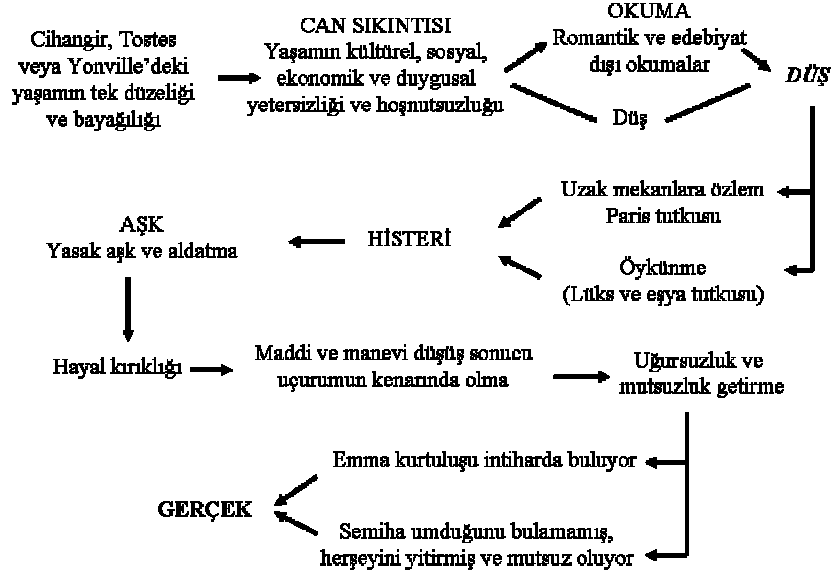 Cihangir, Tostes
veya Yonville'deki
yaşamın tek düzeliği
ve bayağılığı
CAN SIKINTISI
Yaşamın kültürel, sosyal,
ekonomik ve duygusal
yetersizliği ve hoşnutsuzluğu
OKUMA
Romantik ve edebiyat
dışı okumalar
Düş
DÜŞ
Uzak mekanlara özlem
Paris tutkusu
Öykünme
(Lüks ve eşya tutkusu)
HİSTERİ
AŞK
Yasak aşk ve aldatma
Hayal kırıklığı
Maddi ve manevi düşüş sonucu
uçurumun kenarında olma
Uğursuzluk ve
mutsuzluk getirme
Emma kurtuluşu intiharda buluyor
Semiha umduğunu bulamamış,
herşeyini yitirmiş ve mutsuz oluyor
GERÇEK